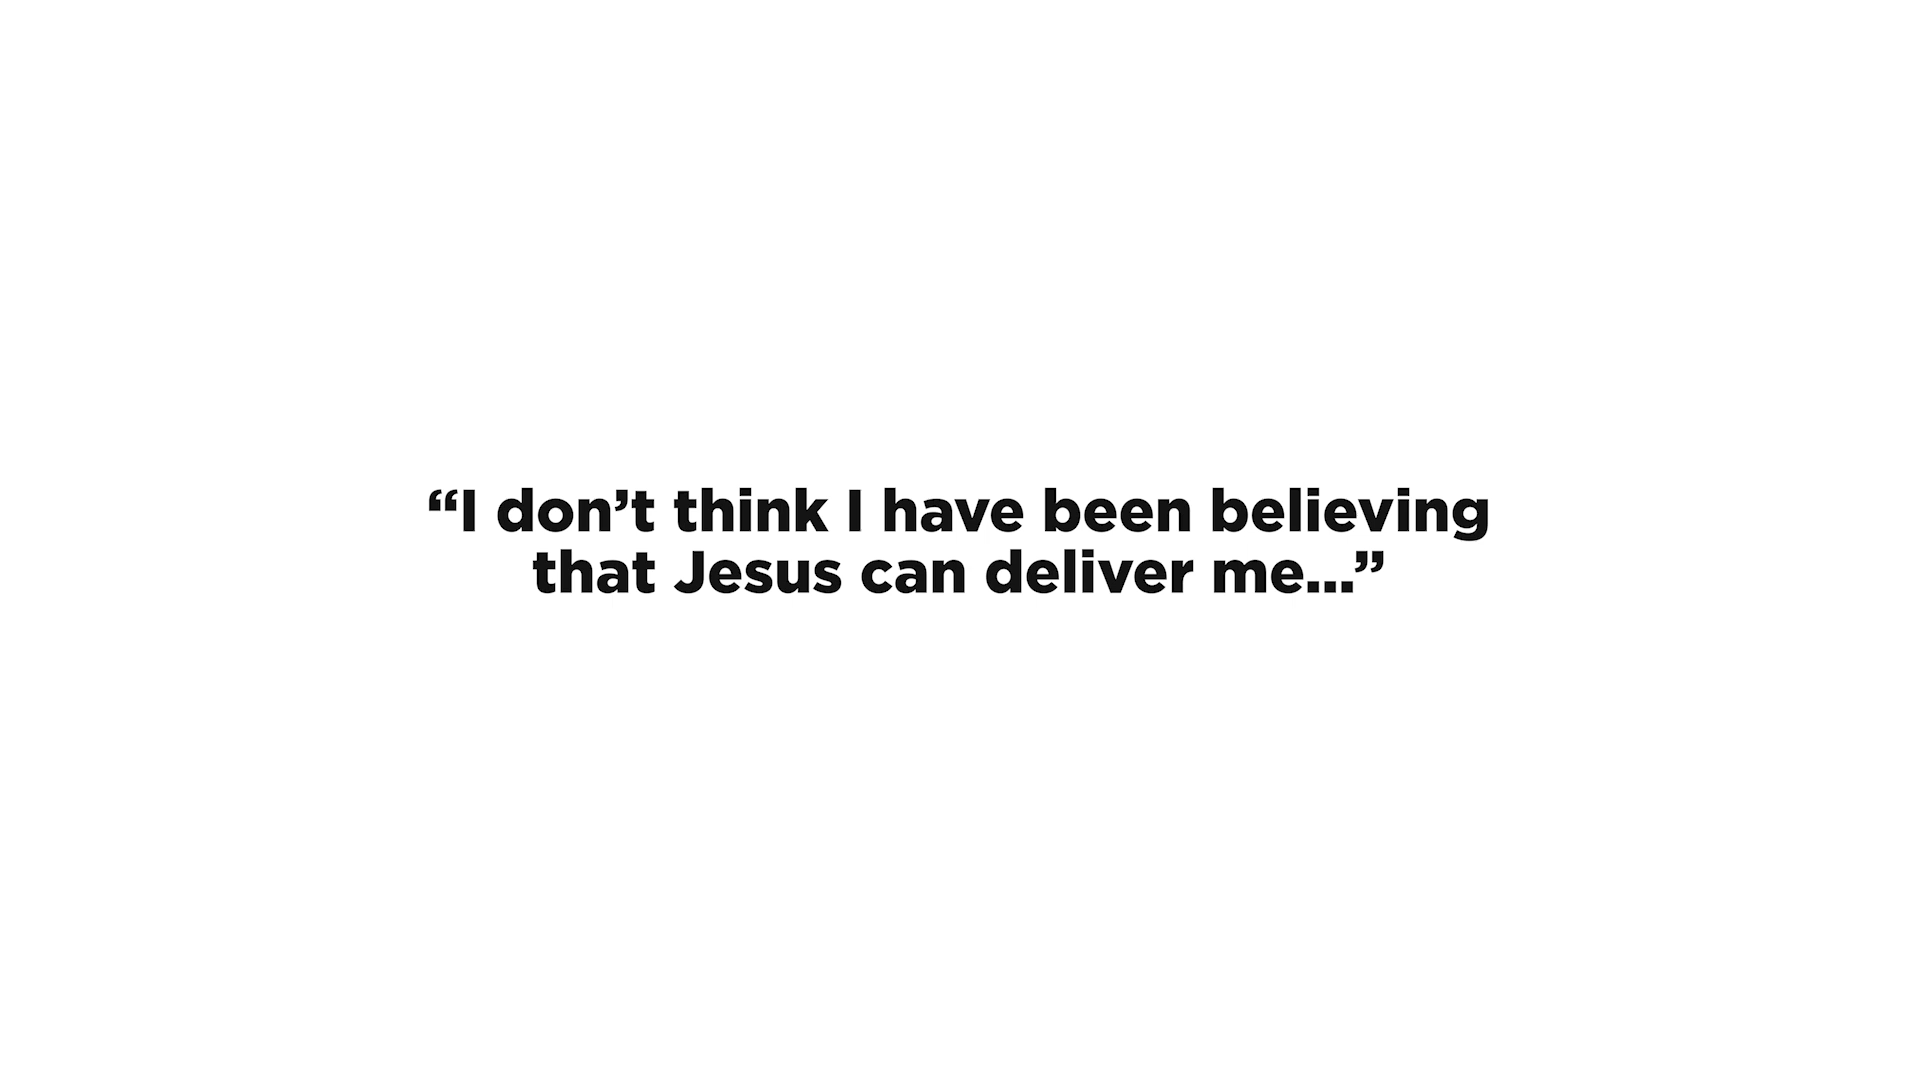 “I don’t think I have been believing
that Jesus can deliver me...”